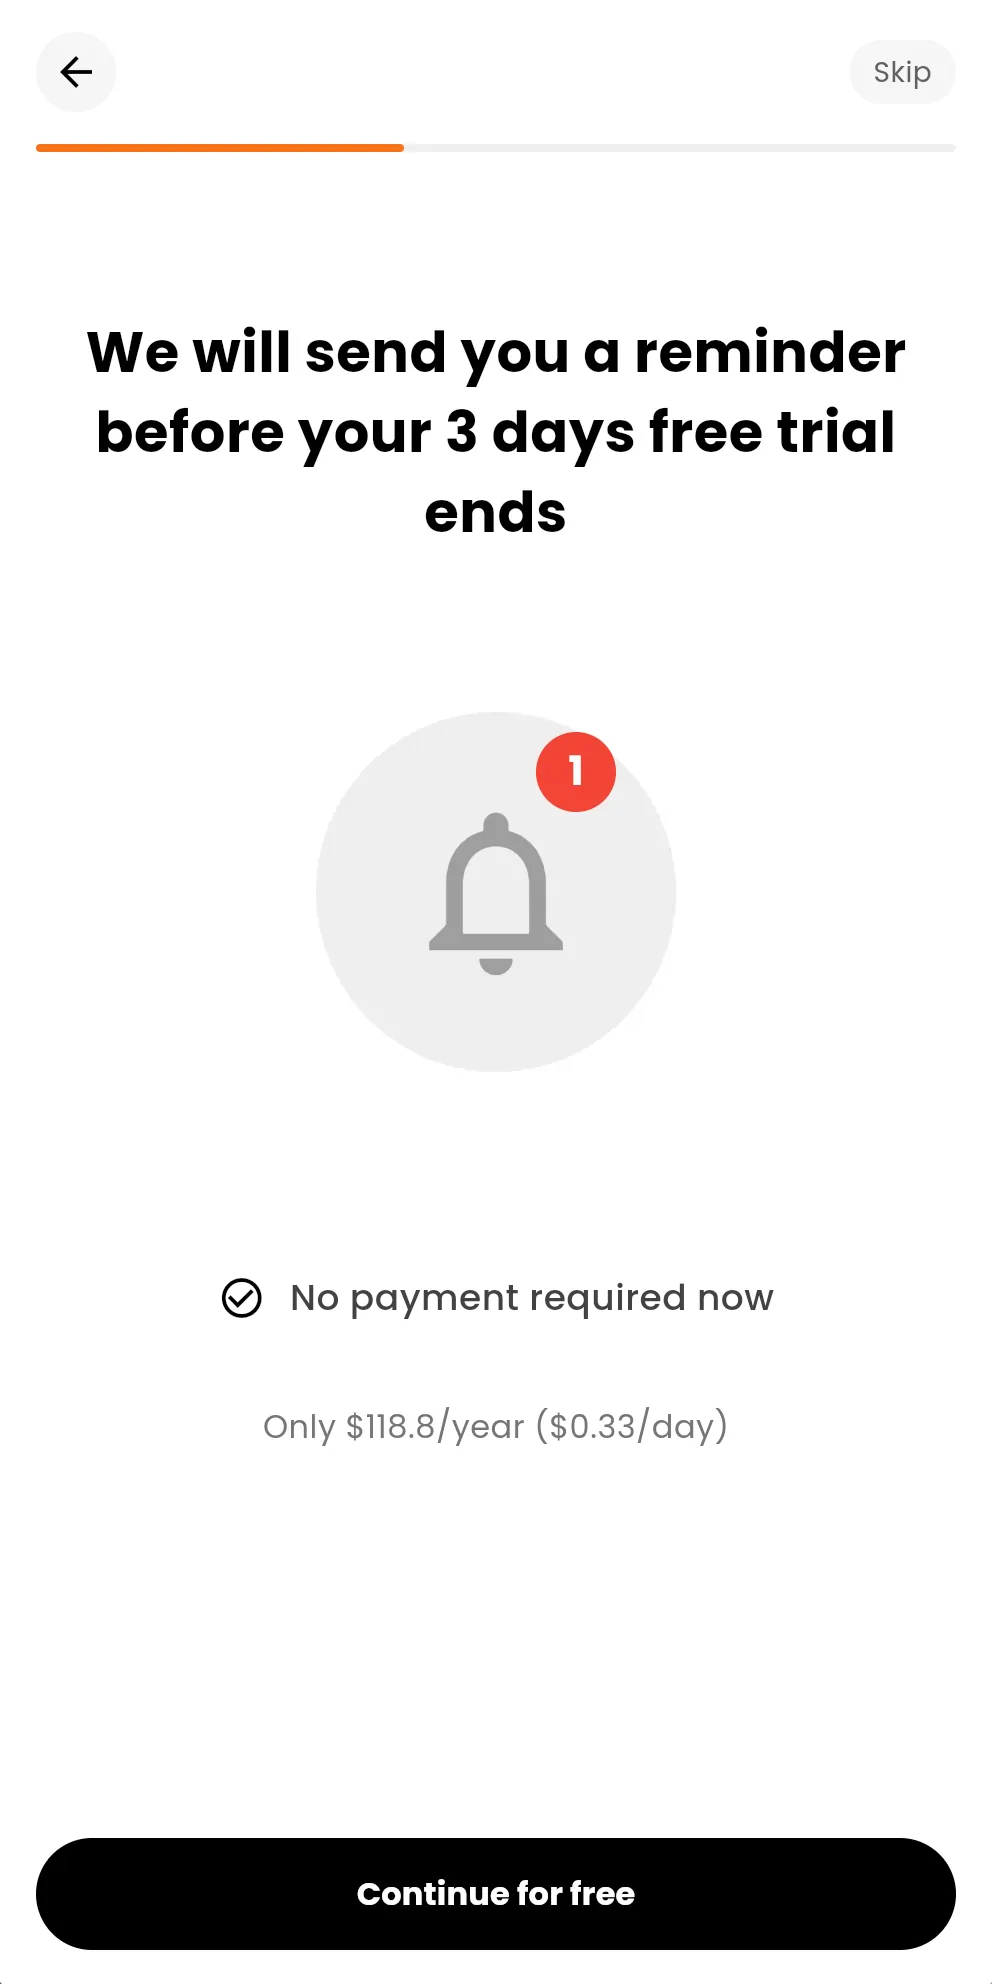 Skip
We will send you a reminder
before your 3 days free trial
ends
1
No payment required now
Only $118.8/year ($0.33/day)
Continue for free